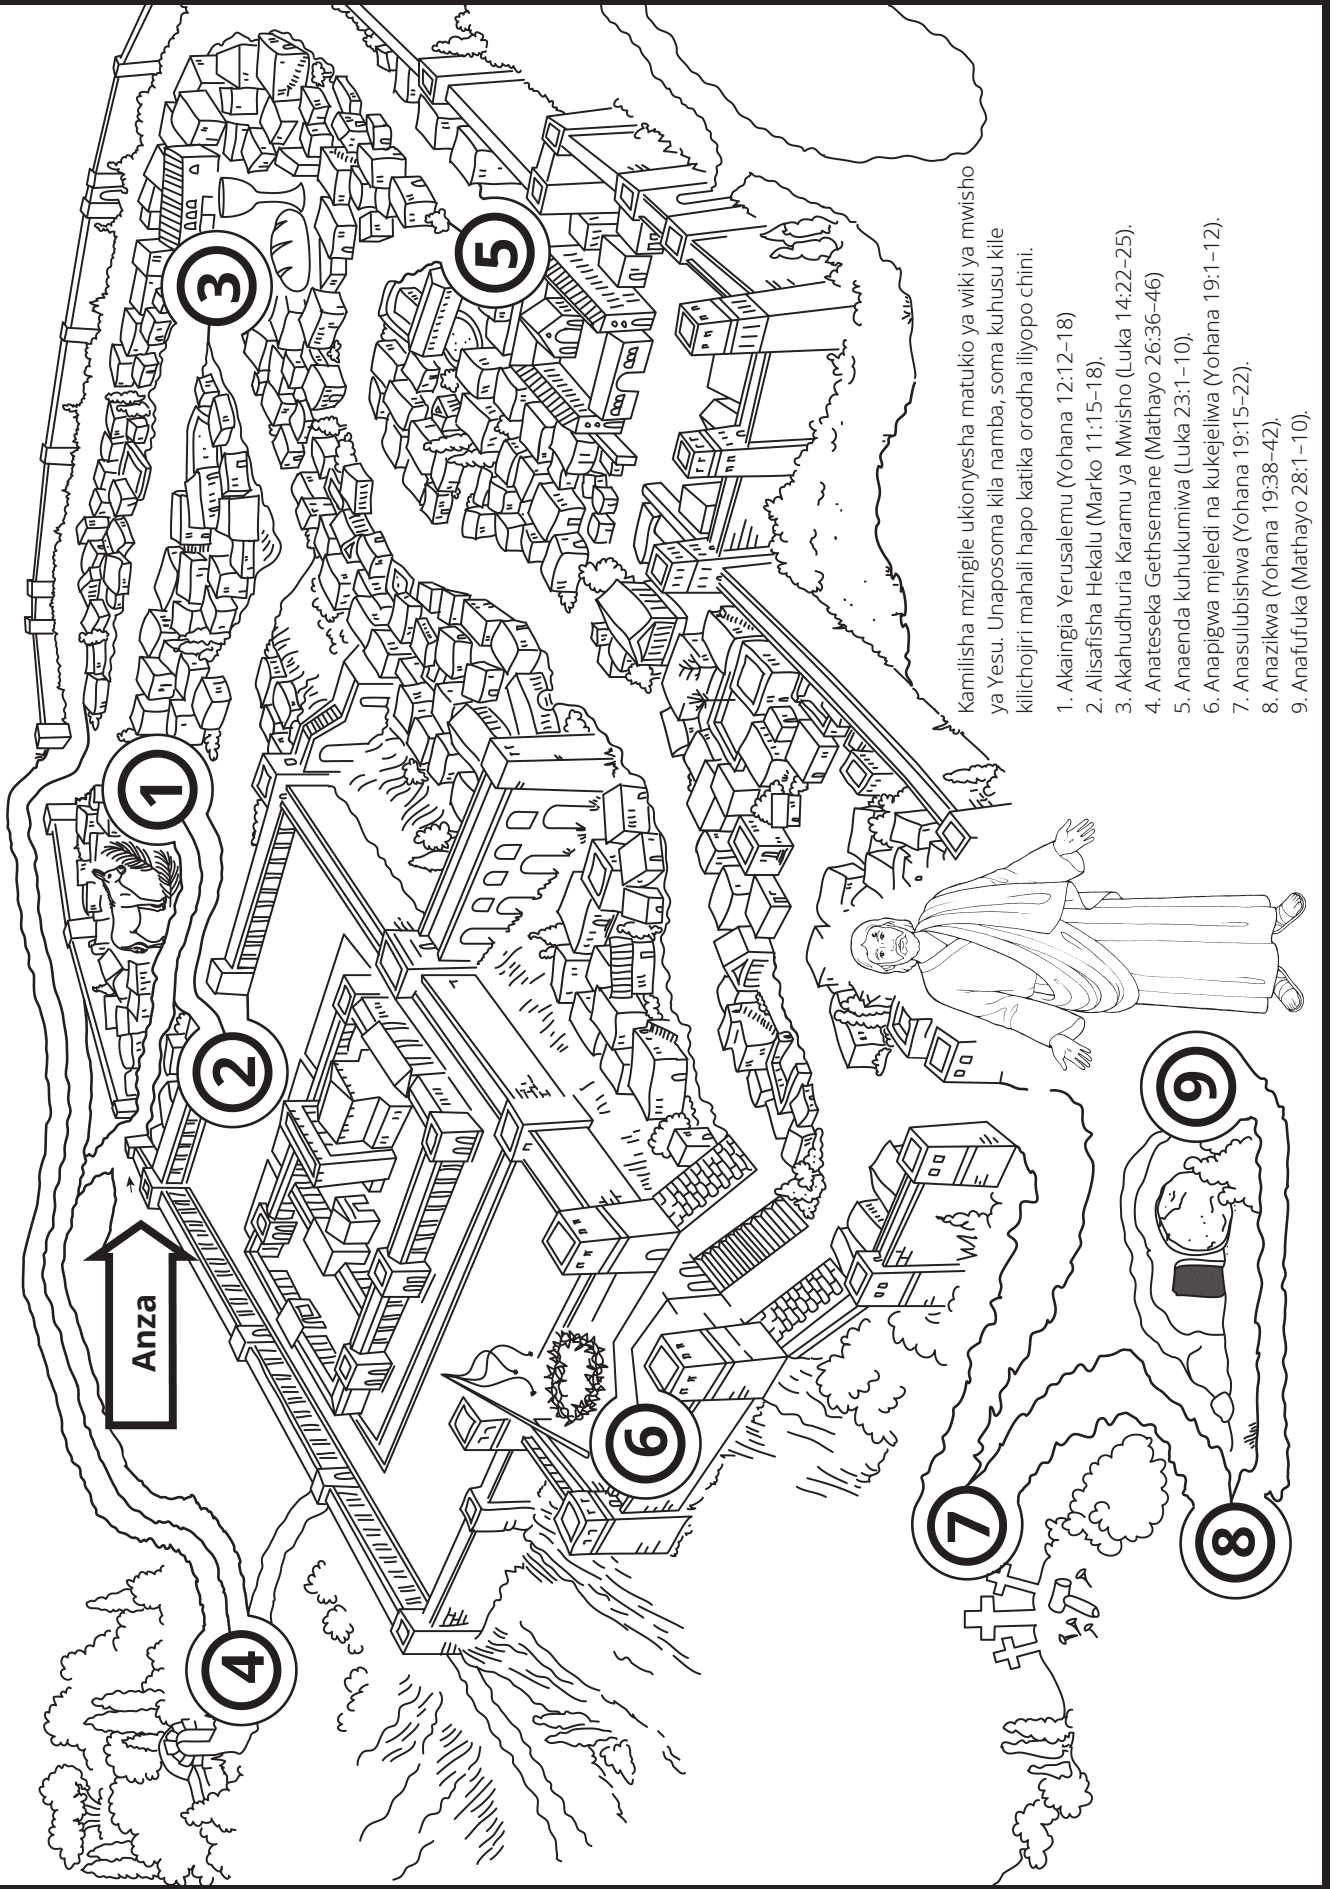 Anza
1
2
3
4
5
6
7
8
9
Kamilisha mzingile ukionyesha matukio ya wiki ya mwisho
ya Yesu. Unaposoma kila namba, soma kuhusu kile
kilichojiri mahali hapo katika orodha iliyopo chini.
1. Akaingia Yerusalemu (Yohana 12:12–18)
2. Alisafisha Hekalu (Marko 11:15–18).
3. Akahudhuria Karamu ya Mwisho (Luka 14:22–25).
4. Anateseka Gethsemane (Mathayo 26:36–46)
5. Anaenda kuhukumiwa (Luka 23:1–10).
6. Anapigwa mjeledi na kukejeliwa (Yohana 19:1–12).
7. Anasulubishwa (Yohana 19:15–22).
8. Anazikwa (Yohana 19:38–42).
9. Anafufuka (Mathayo 28:1–10).